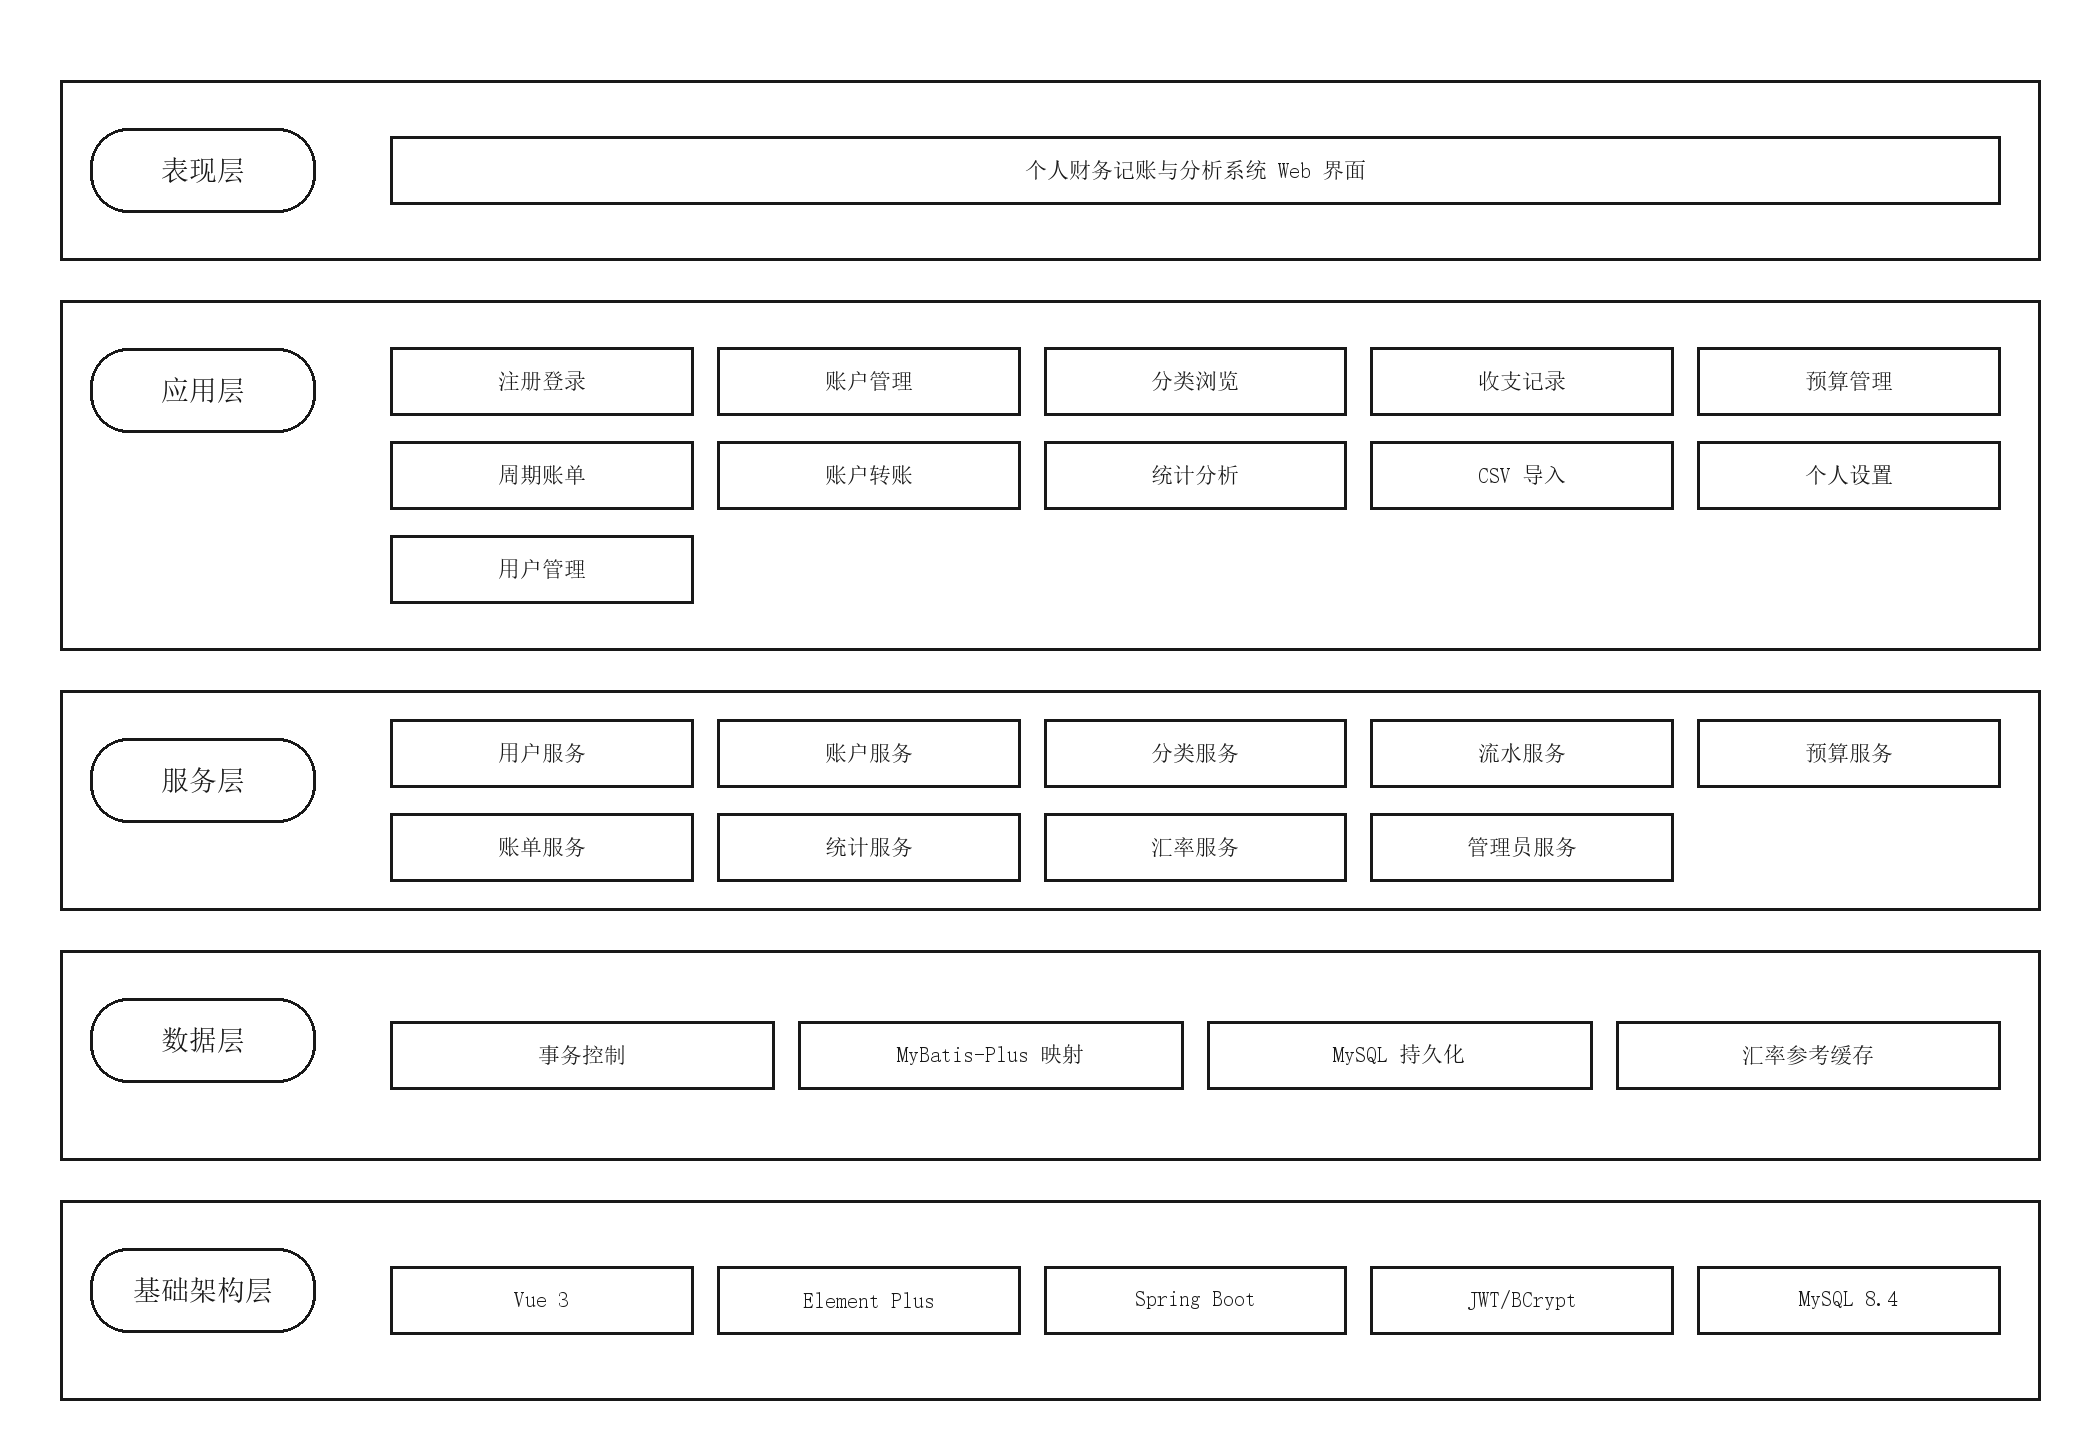 表现层
个人财务记账与分析系统 Web 界面
应用层
注册登录
账户管理
分类浏览
收支记录
预算管理
周期账单
账户转账
统计分析
CSV 导入
个人设置
用户管理
服务层
用户服务
账户服务
分类服务
流水服务
预算服务
账单服务
统计服务
汇率服务
管理员服务
数据层
事务控制
MyBatis-Plus 映射
MySQL 持久化
汇率参考缓存
基础架构层
Vue 3
Element Plus
Spring Boot
JWT/BCrypt
MySQL 8.4